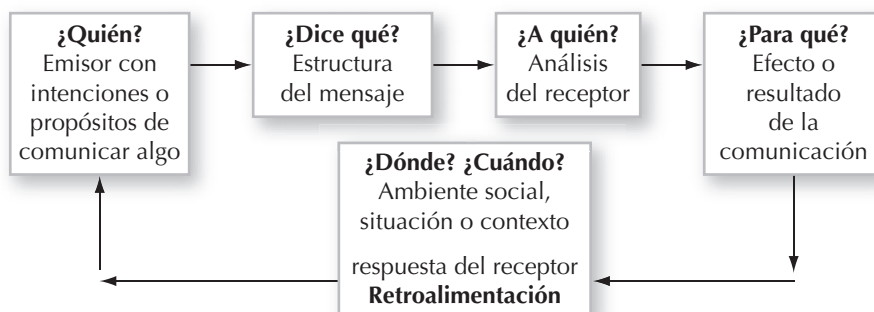 ¿Quién?
Emisor con
intenciones o
propósitos de
comunicar algo
¿Dice qué?
Estructura
del mensaje
¿A quién?
Análisis
del receptor
¿Para qué?
Efecto o
resultado
de la
comunicación
¿Dónde? ¿Cuándo?
Ambiente social,
situación o contexto
respuesta del receptor
Retroalimentación